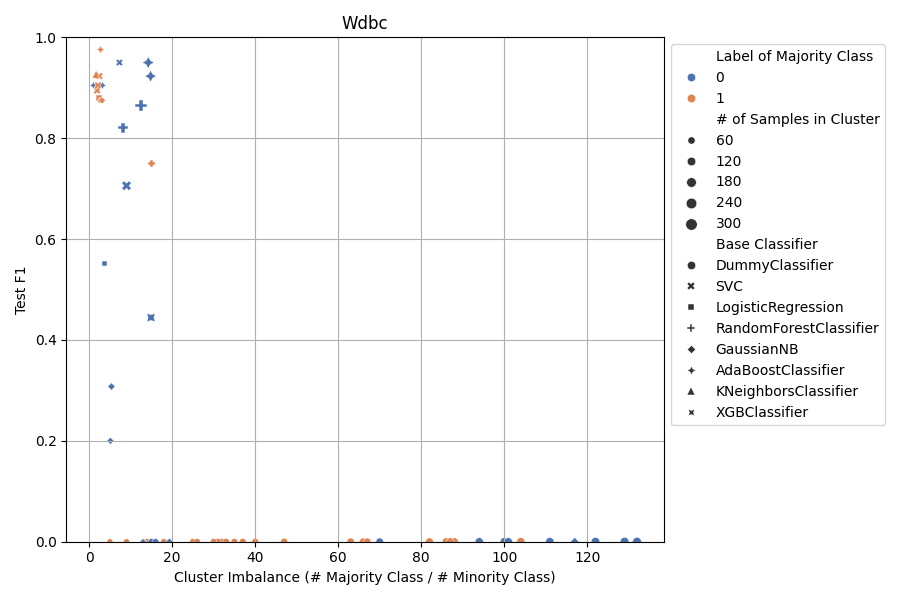 Wdbc
1.0
0.8
0.6
0.4
0.2
0.0
Test F1
0 20 40 60 80 100 120
Cluster Imbalance (# Majority Class / # Minority Class)
Label of Majority Class
0
1
# of Samples in Cluster
60
120
180
240
300
Base Classifier
DummyClassifier
SVC
LogisticRegression
RandomForestClassifier
GaussianNB
AdaBoostClassifier
KNeighborsClassifier
XGBClassifier